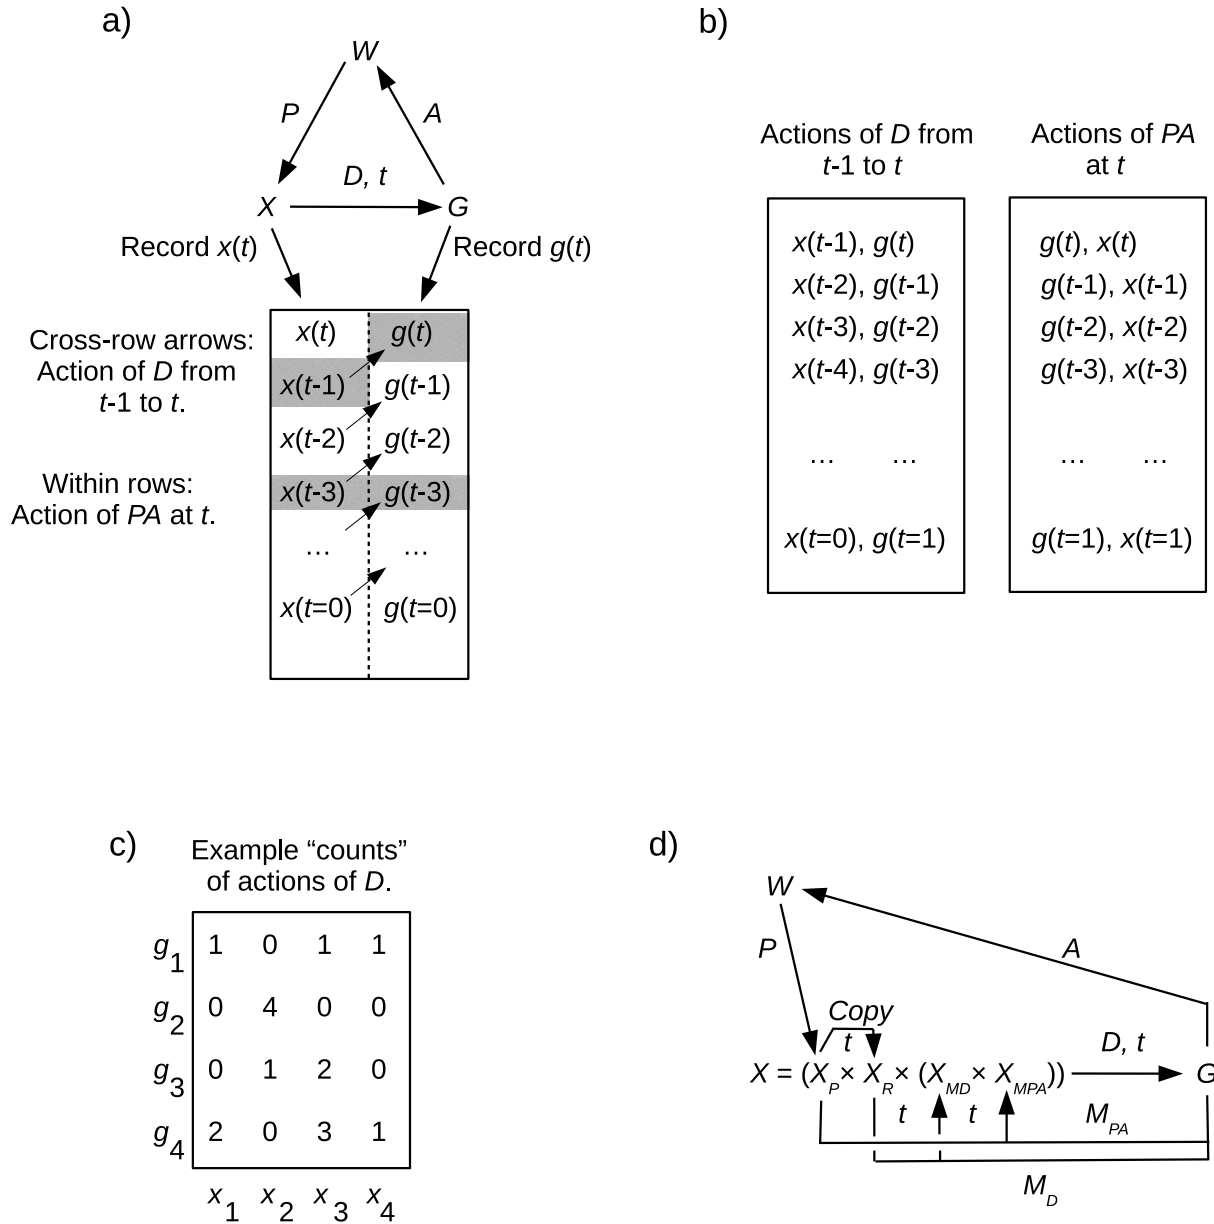 a)
W
P A
D, t
X G
Record x(t) Record g(t)
Cross-row arrows:
Action of D from
t-1 to t.
Within rows:
Action of PA at t.
x(t) g(t)
x(t-1) g(t-1)
x(t-2) g(t-2)
x(t-3) g(t-3)
... ...
x(t=0) g(t=0)
b)
Actions of D from
t-1 to t
x(t-1), g(t)
x(t-2), g(t-1)
x(t-3), g(t-2)
x(t-4), g(t-3)
... ...
x(t=0), g(t=1)
Actions of PA
at t
g(t), x(t)
g(t-1), x(t-1)
g(t-2), x(t-2)
g(t-3), x(t-3)
... ...
g(t=1), x(t=1)
c)
Example “counts”
of actions of D.
g1 1 0 1 1
g2 0 4 0 0
g3 0 1 2 0
g4 2 0 3 1
x1 x2 x3 x4
d)
W
P A
Copy
t D, t
X = (XP × XR × (XMD × XMPA)) G
t t MPA
MD